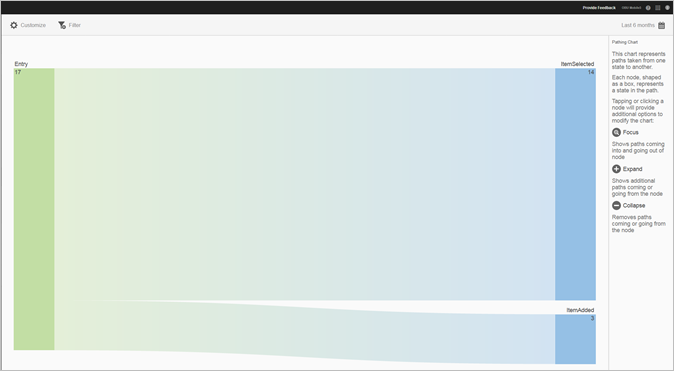 Provide Feedback
Customize
Filter
Last 6 months
Entry
17
ItemSelected
14
ItemAdded
3
Pathing Chart
This chart represents
paths taken from one
state to another.
Each node, shaped
as a box, represents
a state in the path.
Tapping or clicking a
node will provide
additional options to
modify the chart:
Focus
Shows paths coming
into and going out of
node
Expand
Shows additional
paths coming or
going from the node
Collapse
Removes paths
coming or going from
the node